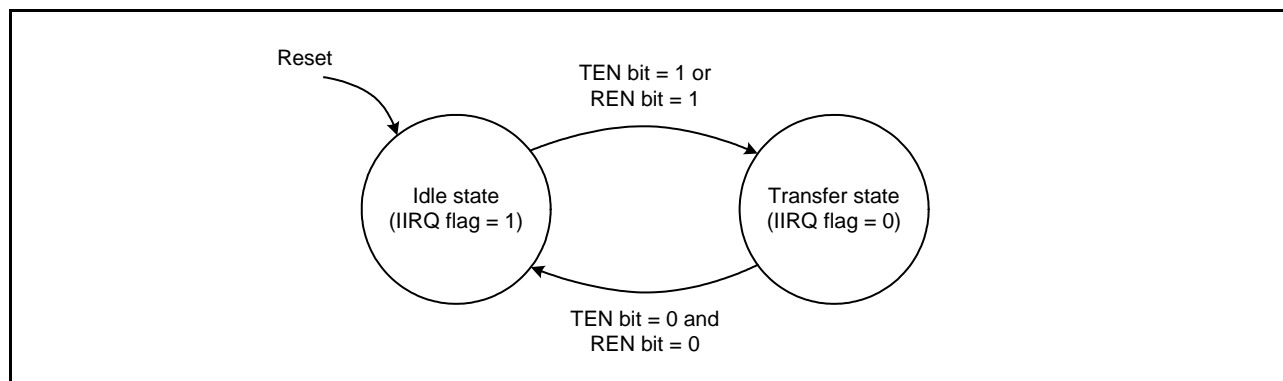 Reset
TEN bit = 1 or
REN bit = 1
Idle state
(IIRQ flag = 1)
Transfer state
(IIRQ flag = 0)
TEN bit = 0 and
REN bit = 0